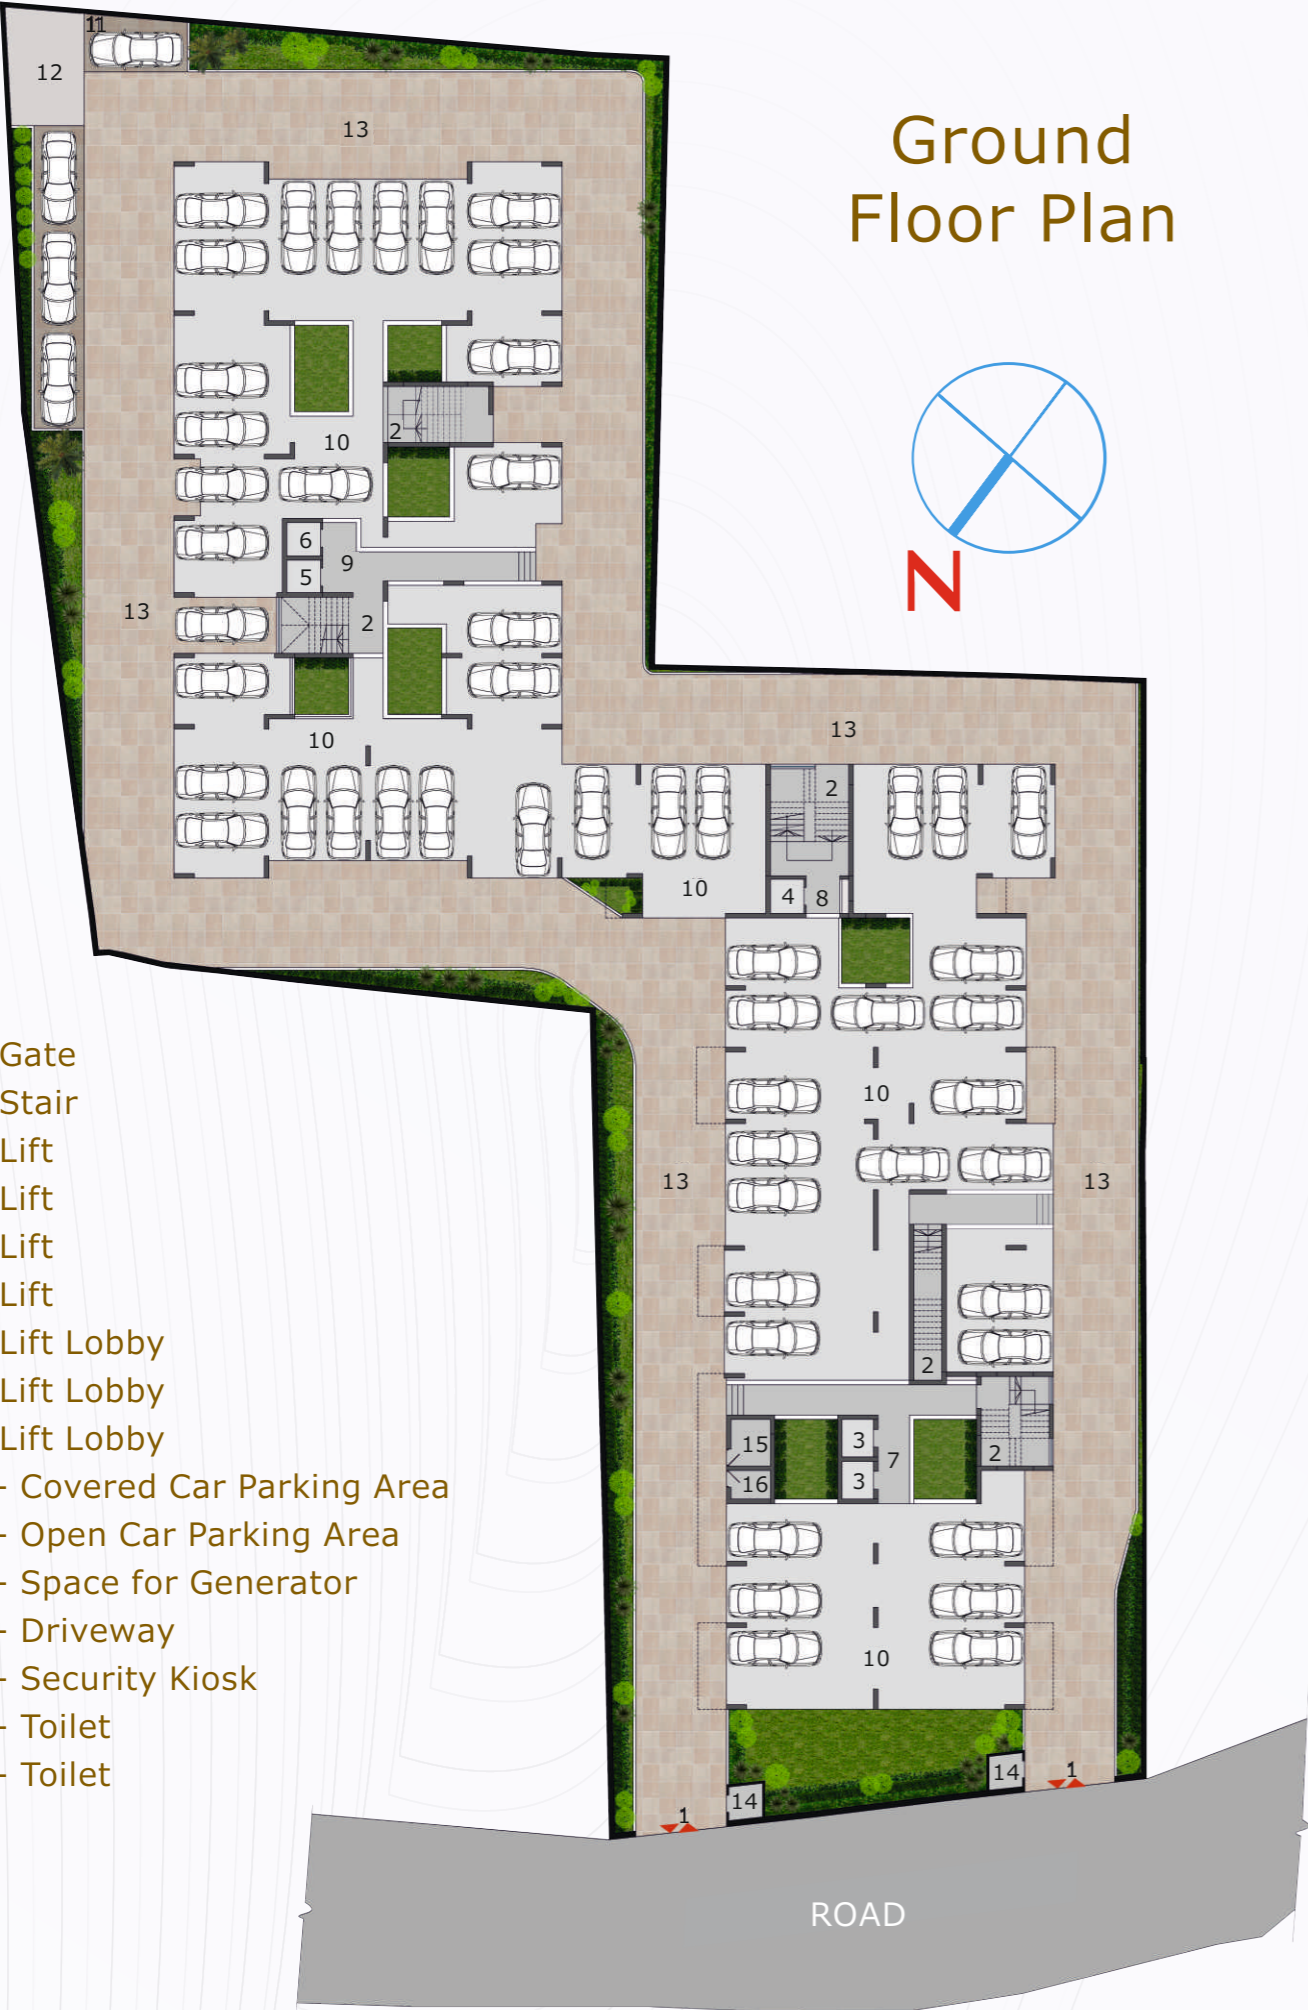 Ground
Floor Plan
N
11
12
13
10
2
6
9
5
2
13
10
13
2
4
8
10
10
13
13
2
15
3
7
2
16
3
10
14
1
14
1
ROAD
Gate
Stair
Lift
Lift
Lift
Lift
Lift Lobby
Lift Lobby
Lift Lobby
- Covered Car Parking Area
- Open Car Parking Area
- Space for Generator
- Driveway
- Security Kiosk
- Toilet
- Toilet